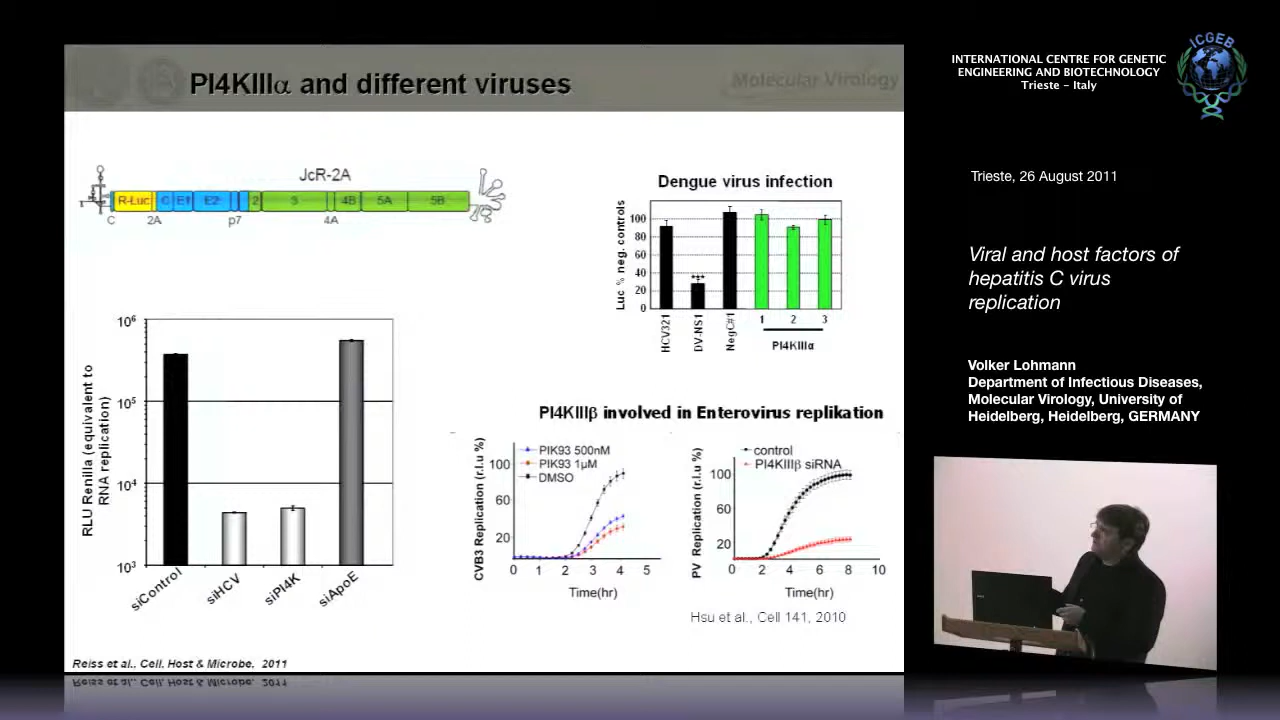 PI4KIIIα and different viruses
Molecular Virology
JcR-2A
R-Luc C E1 E2 2 3 4B 5A 5B
C 2A p7 4A
RLU Renilla (equivalent to
RNA replication)
10⁶
10⁵
10⁴
10³
siControl siHCV siPI4K siApoE
Dengue virus infection
Luc % neg. controls
100
80
60
40
20
0
***
HCV321 DV-NS1 NegC#1 1 2 3
PI4KIIIα
PI4KIIIβ involved in Enterovirus replikation
CVB3 Replication (r.l.u %)
100
60
20
PIK93 500nM
PIK93 1µM
DMSO
0 1 2 3 4 5
Time(hr)
PV Replication (r.l.u %)
100
60
20
control
PI4KIIIβ siRNA
0 2 4 6 8 10
Time(hr)
Hsu et al., Cell 141, 2010
Reiss et al., Cell. Host & Microbe, 2011
INTERNATIONAL CENTRE FOR GENETIC
ENGINEERING AND BIOTECHNOLOGY
Trieste - Italy
ICGEB
Trieste, 26 August 2011
Viral and host factors of
hepatitis C virus
replication
Volker Lohmann
Department of Infectious Diseases,
Molecular Virology, University of
Heidelberg, Heidelberg, GERMANY